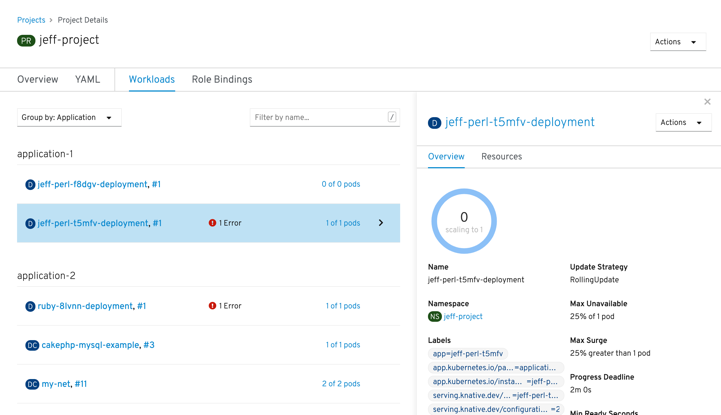 Projects > Project Details
PR jeff-project
Actions
Overview YAML Workloads Role Bindings
Group by: Application
Filter by name... /
application-1
D jeff-perl-f8dgv-deployment, #1 0 of 0 pods
D jeff-perl-t5mfv-deployment, #1 1 Error 1 of 1 pods
application-2
D ruby-8lvnn-deployment, #1 1 Error 1 of 1 pods
DC cakephp-mysql-example, #3 1 of 1 pods
DC my-net, #11 2 of 2 pods
D jeff-perl-t5mfv-deployment
Actions
Overview Resources
0
scaling to 1
Name
jeff-perl-t5mfv-deployment
Namespace
NS jeff-project
Labels
app=jeff-perl-t5mfv
app.kubernetes.io/pa... =applicati...
app.kubernetes.io/insta... =jeff-p...
serving.knative.dev/... =jeff-perl-t...
serving.knative.dev/configurati... =2
Update Strategy
RollingUpdate
Max Unavailable
25% of 1 pod
Max Surge
25% greater than 1 pod
Progress Deadline
2m 0s
Min Ready Seconds